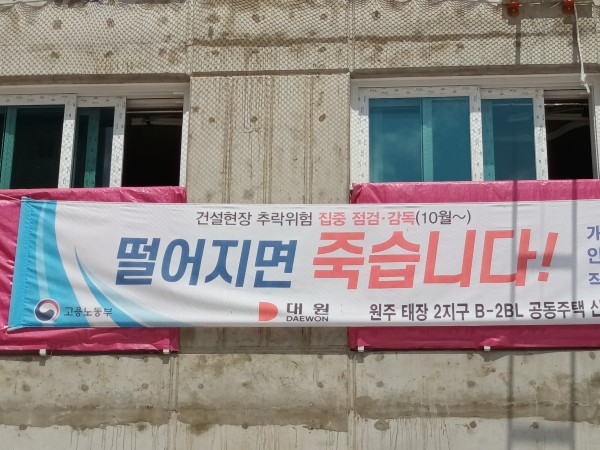 건설현장 추락위험 집중 점검·감독(10월~)
떨어지면 죽습니다!
고용노동부
대원
DAEWON
원주 태장 2지구 B-2BL 공동주택 신